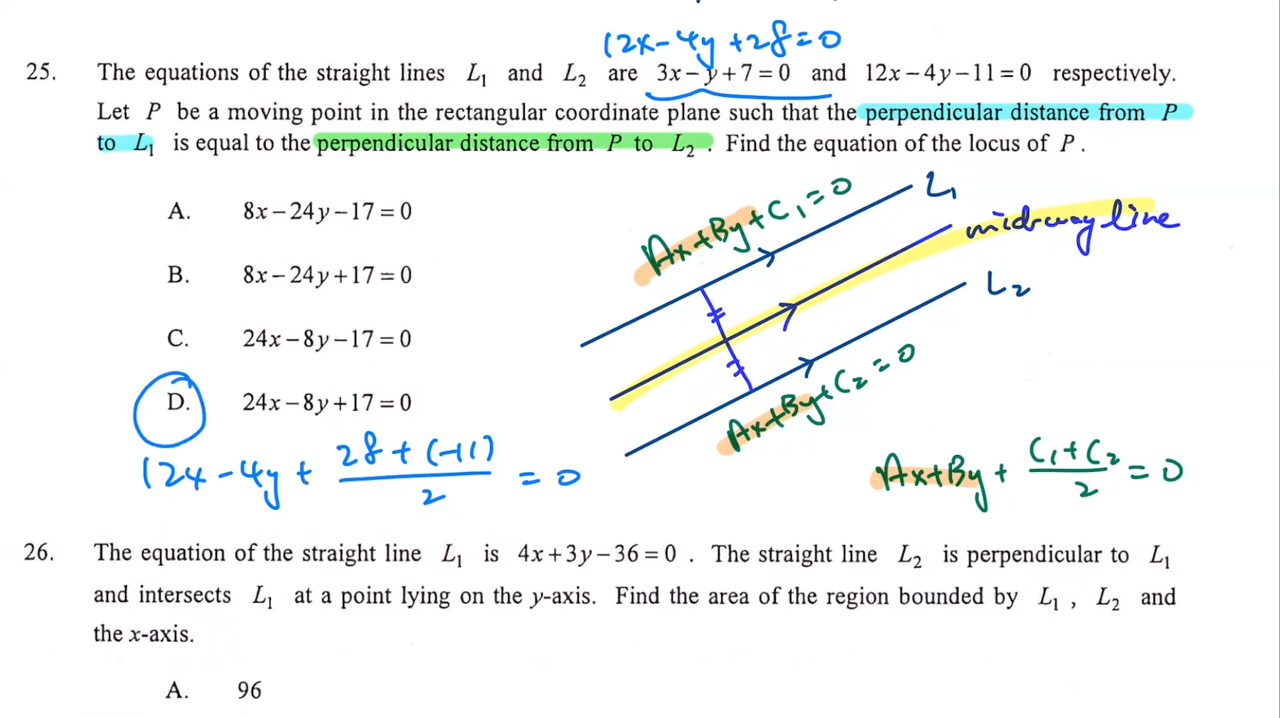 12x-4y+28=0
25. The equations of the straight lines L₁ and L₂ are 3x−y+7=0 and 12x−4y−11=0 respectively.
Let P be a moving point in the rectangular coordinate plane such that the perpendicular distance from P
to L₁ is equal to the perpendicular distance from P to L₂. Find the equation of the locus of P.
A. 8x−24y−17=0
B. 8x−24y+17=0
C. 24x−8y−17=0
D. 24x−8y+17=0
L₁
Ax+By+C₁=0
midway line
L₂
Ax+By+C₂=0
12x-4y+(28+(-11))/2=0
Ax+By+(C₁+C₂)/2=0
26. The equation of the straight line L₁ is 4x+3y−36=0. The straight line L₂ is perpendicular to L₁
and intersects L₁ at a point lying on the y-axis. Find the area of the region bounded by L₁, L₂ and
the x-axis.
A. 96